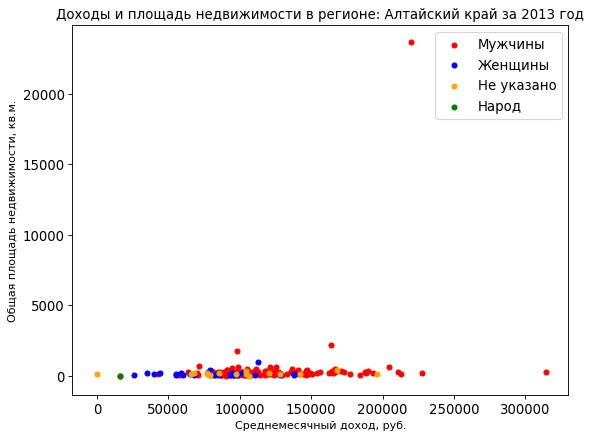 Доходы и площадь недвижимости в регионе: Алтайский край за 2013 год
Мужчины
Женщины
Не указано
Народ
Общая площадь недвижимости, кв.м.
20000
15000
10000
5000
0
0 50000 100000 150000 200000 250000 300000
Среднемесячный доход, руб.